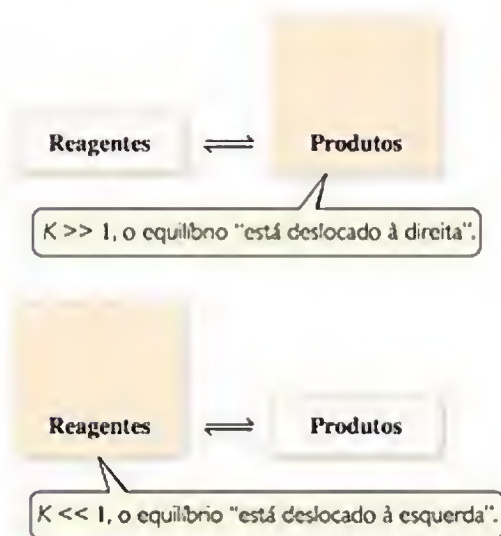 Reagentes ⇌ Produtos
K >> 1, o equilíbrio "está deslocado à direita".
Reagentes ⇌ Produtos
K << 1, o equilíbrio "está deslocado à esquerda".